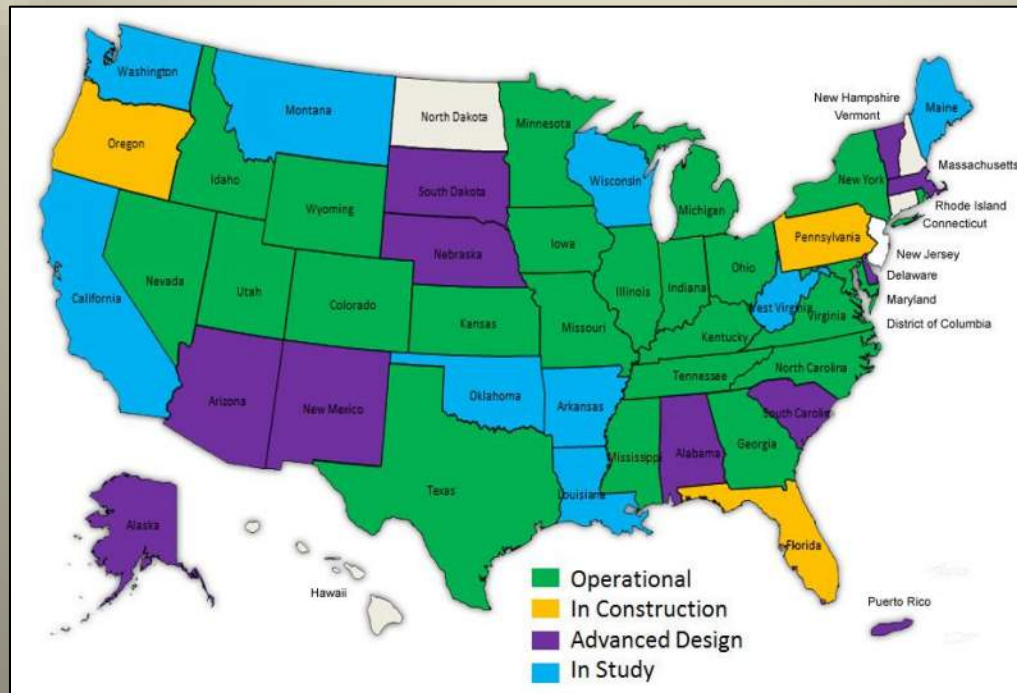 Washington
Montana
North Dakota
Minnesota
New Hampshire
Vermont
Maine
Oregon
Idaho
Wyoming
South Dakota
Wisconsin
Michigan
New York
Massachusetts
Rhode Island
Connecticut
Pennsylvania
New Jersey
Delaware
Maryland
District of Columbia
Nebraska
Iowa
Nevada
Utah
Colorado
California
Kansas
Missouri
Illinois
Indiana
Ohio
West Virginia
Virginia
Kentucky
North Carolina
Tennessee
Arizona
New Mexico
Oklahoma
Arkansas
South Carolin
Mississippi
Alabama
Georgia
Texas
Louisiana
Florida
Alaska
Hawaii
Puerto Rico
Operational
In Construction
Advanced Design
In Study